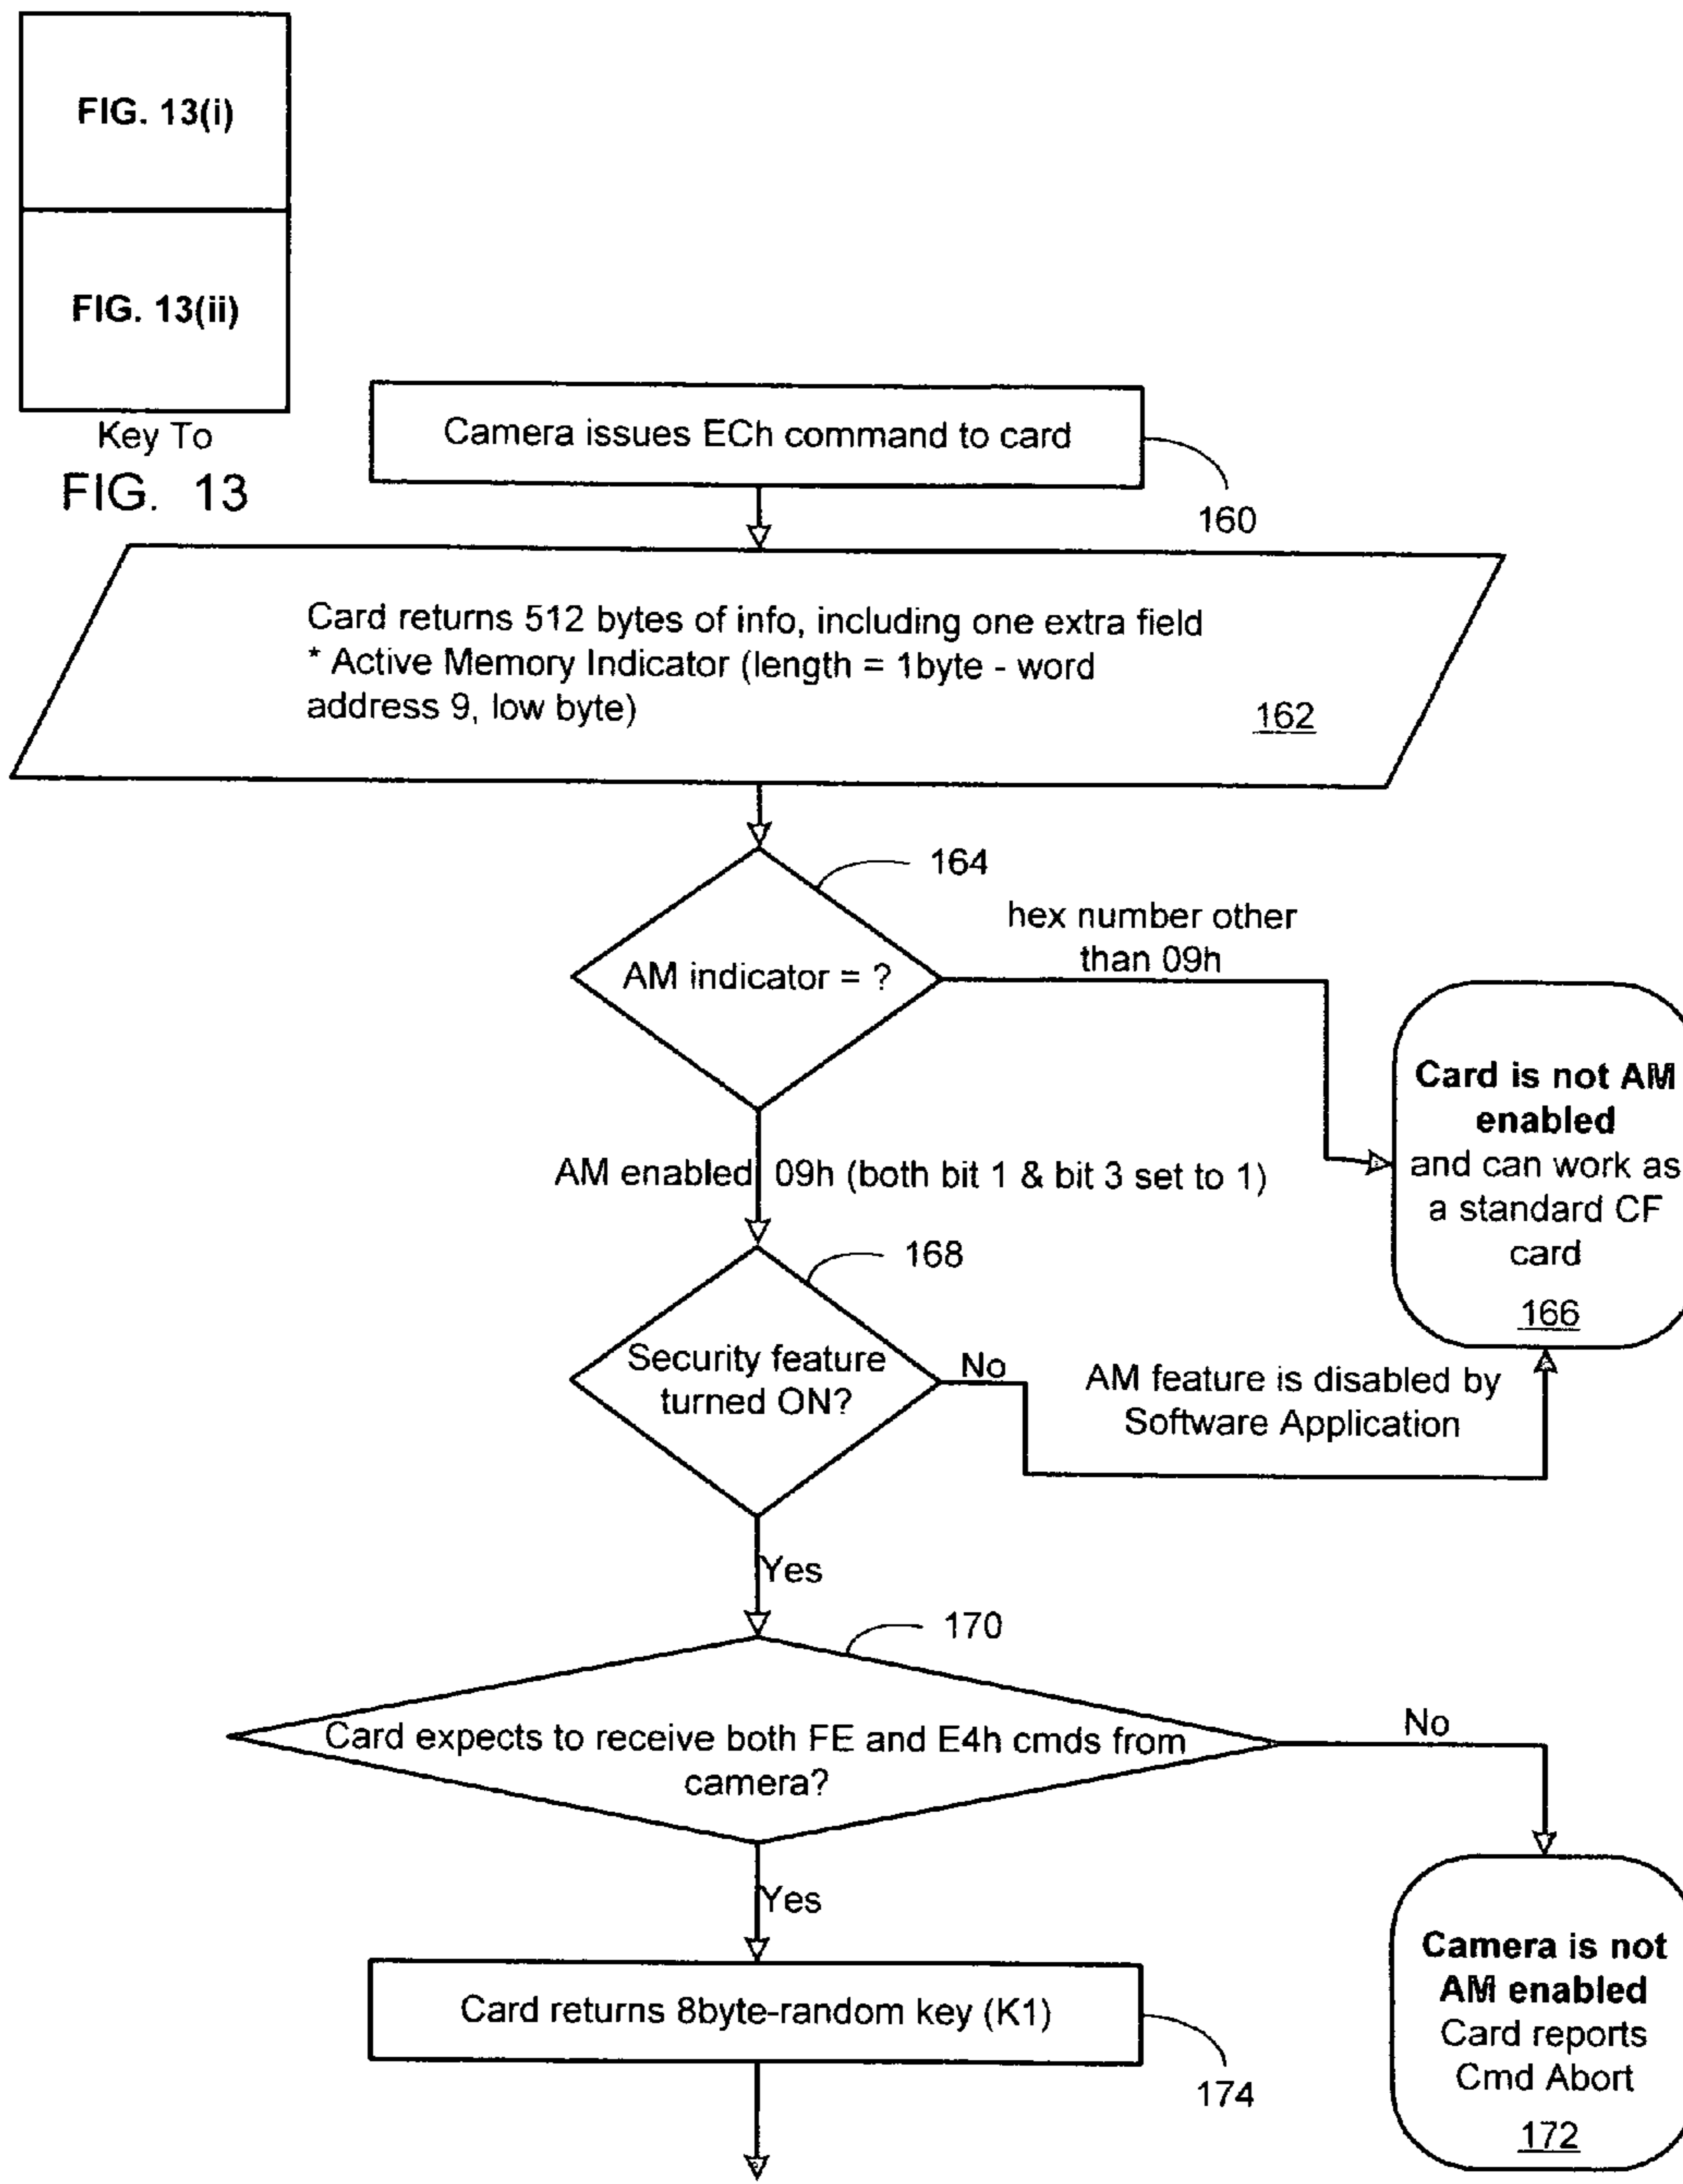 FIG. 13(i)
FIG. 13(ii)
Key To
FIG. 13
Camera issues ECh command to card
160
Card returns 512 bytes of info, including one extra field
* Active Memory Indicator (length = 1byte - word
address 9, low byte)
162
164
AM indicator = ?
hex number other
than 09h
Card is not AM
enabled
and can work as
a standard CF
card
166
AM enabled 09h (both bit 1 & bit 3 set to 1)
168
Security feature
turned ON?
No
AM feature is disabled by
Software Application
Yes
170
Card expects to receive both FE and E4h cmds from
camera?
No
Yes
Camera is not
AM enabled
Card reports
Cmd Abort
172
Card returns 8byte-random key (K1)
174